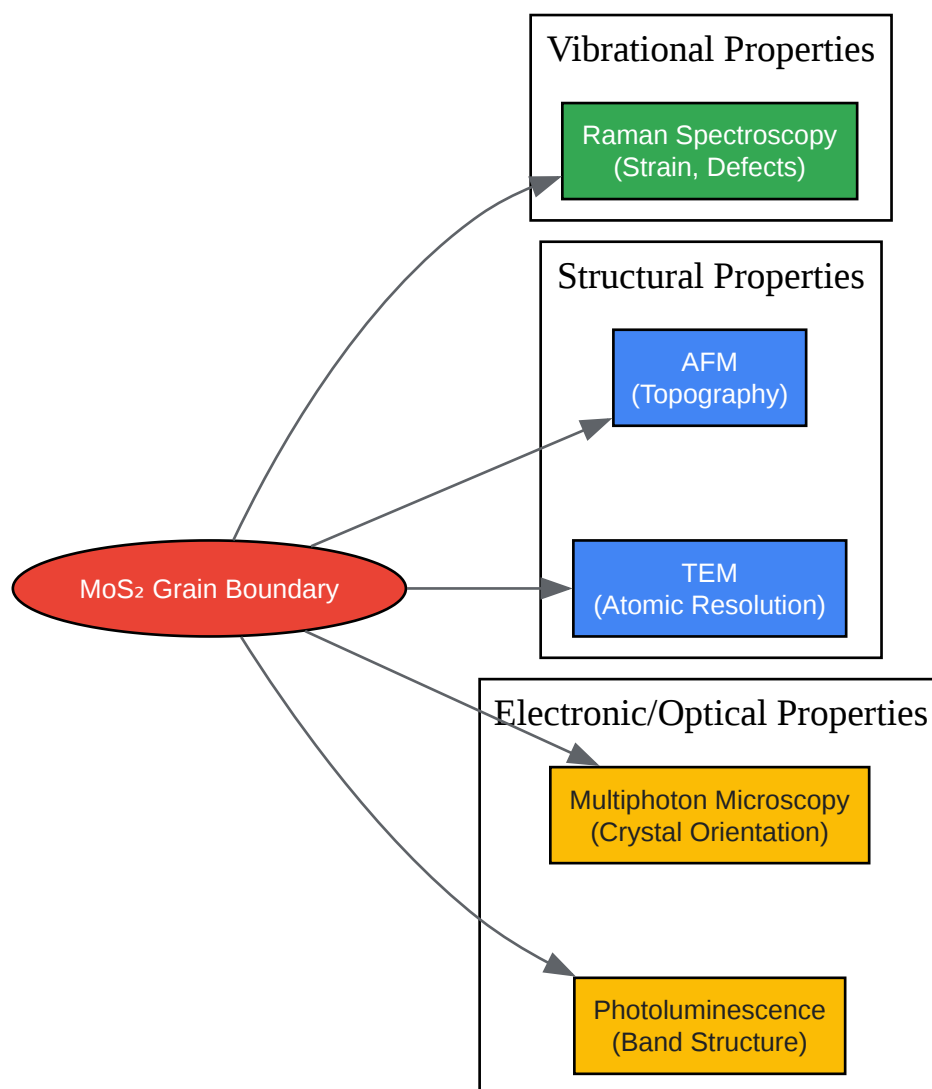 Vibrational Properties
Raman Spectroscopy
(Strain, Defects)
Structural Properties
AFM
(Topography)
MoS₂ Grain Boundary
TEM
(Atomic Resolution)
Electronic/Optical Properties
Multiphoton Microscopy
(Crystal Orientation)
Photoluminescence
(Band Structure)